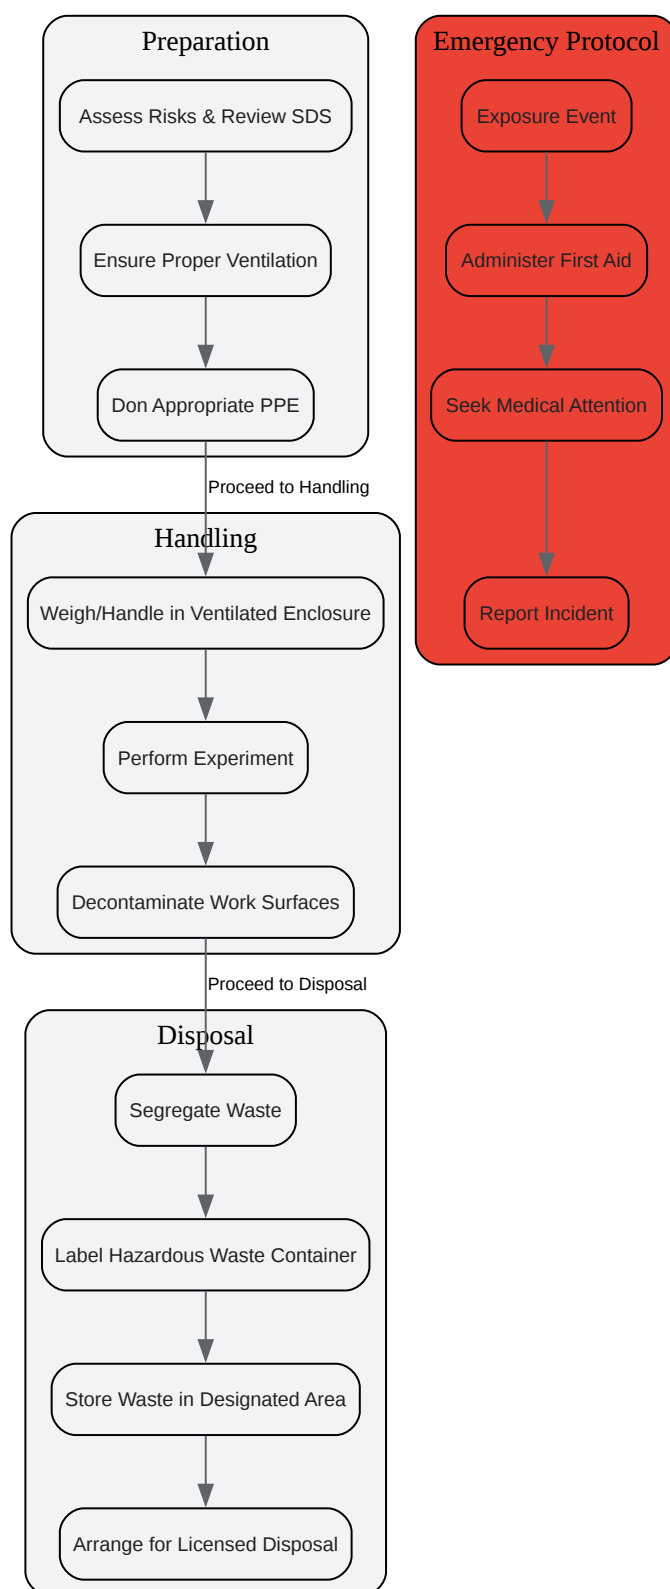 Preparation
Assess Risks & Review SDS
Ensure Proper Ventilation
Don Appropriate PPE
Proceed to Handling
Handling
Weigh/Handle in Ventilated Enclosure
Perform Experiment
Decontaminate Work Surfaces
Proceed to Disposal
Disposal
Segregate Waste
Label Hazardous Waste Container
Store Waste in Designated Area
Arrange for Licensed Disposal
Emergency Protocol
Exposure Event
Administer First Aid
Seek Medical Attention
Report Incident